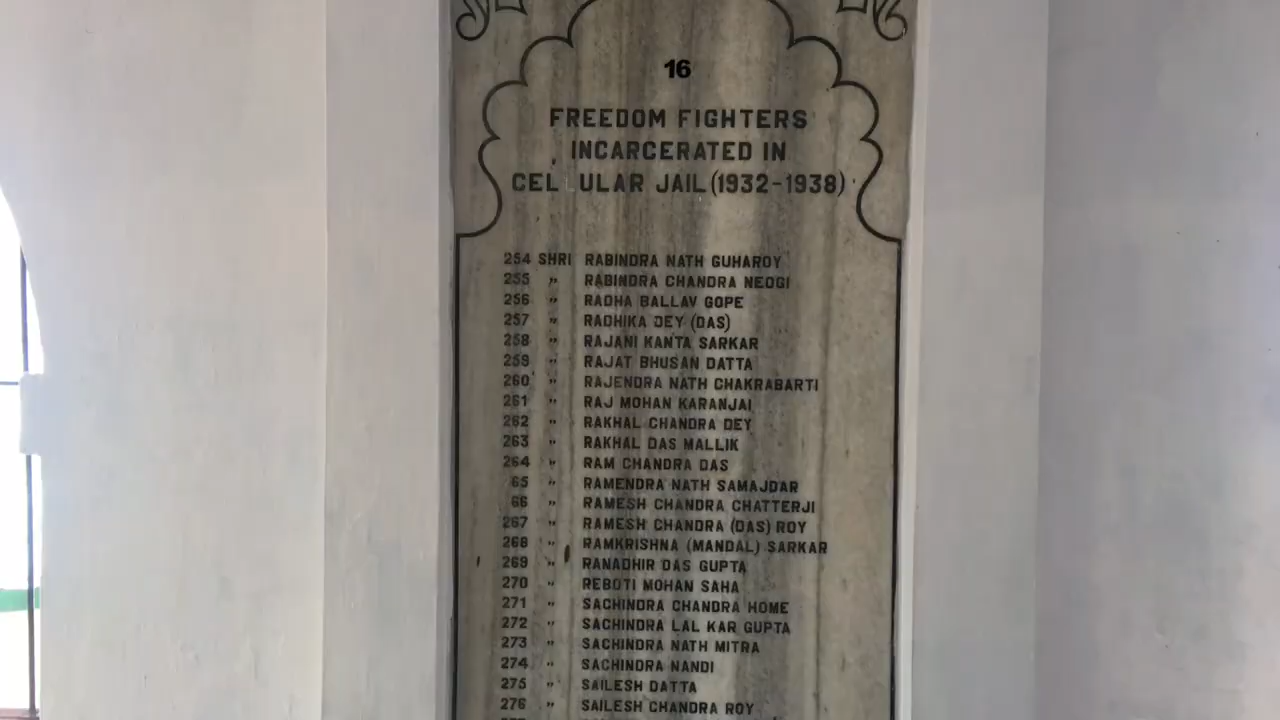 16
FREEDOM FIGHTERS
INCARCERATED IN
CEL ULAR JAIL (1932-1938)
254 SHRI RABINDRA NATH GUHAROY
255 " RABINDRA CHANDRA NEOGI
256 " RADHA BALLAV GOPE
257 " RADHIKA DEY (DAS)
258 " RAJANI KANTA SARKAR
259 " RAJAT BHUSAN DATTA
260 " RAJENDRA NATH CHAKRABARTI
261 " RAJ MOHAN KARANJAI
262 " RAKHAL CHANDRA DEY
263 " RAKHAL DAS MALLIK
264 " RAM CHANDRA DAS
65 " RAMENDRA NATH SAMAJDAR
66 " RAMESH CHANDRA CHATTERJI
267 " RAMESH CHANDRA (DAS) ROY
268 " RAMKRISHNA (MANDAL) SARKAR
269 " RANADHIR DAS GUPTA
270 " REBOTI MOHAN SAHA
271 " SACHINDRA CHANDRA HOME
272 " SACHINDRA LAL KAR GUPTA
273 " SACHINDRA NATH MITRA
274 " SACHINDRA NANDI
275 " SAILESH DATTA
276 " SAILESH CHANDRA ROY